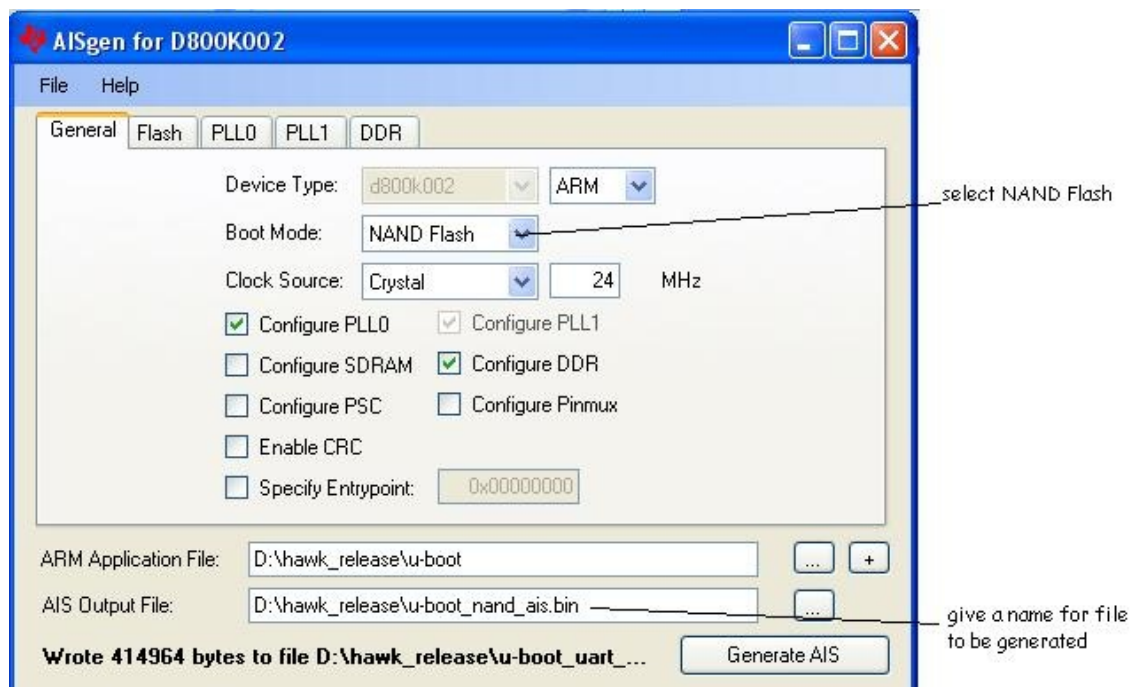 AISgen for D800K002
File Help
General Flash PLL0 PLL1 DDR
Device Type: d800k002 ARM
select NAND Flash
Boot Mode: NAND Flash
Clock Source: Crystal 24 MHz
Configure PLL0 Configure PLL1
Configure SDRAM Configure DDR
Configure PSC Configure Pinmux
Enable CRC
Specify Entrypoint: 0x00000000
ARM Application File: D:\hawk_release\u-boot ... +
AIS Output File: D:\hawk_release\u-boot_nand_ais.bin ...
give a name for file
to be generated
Wrote 414964 bytes to file D:\hawk_release\u-boot_uart_... Generate AIS